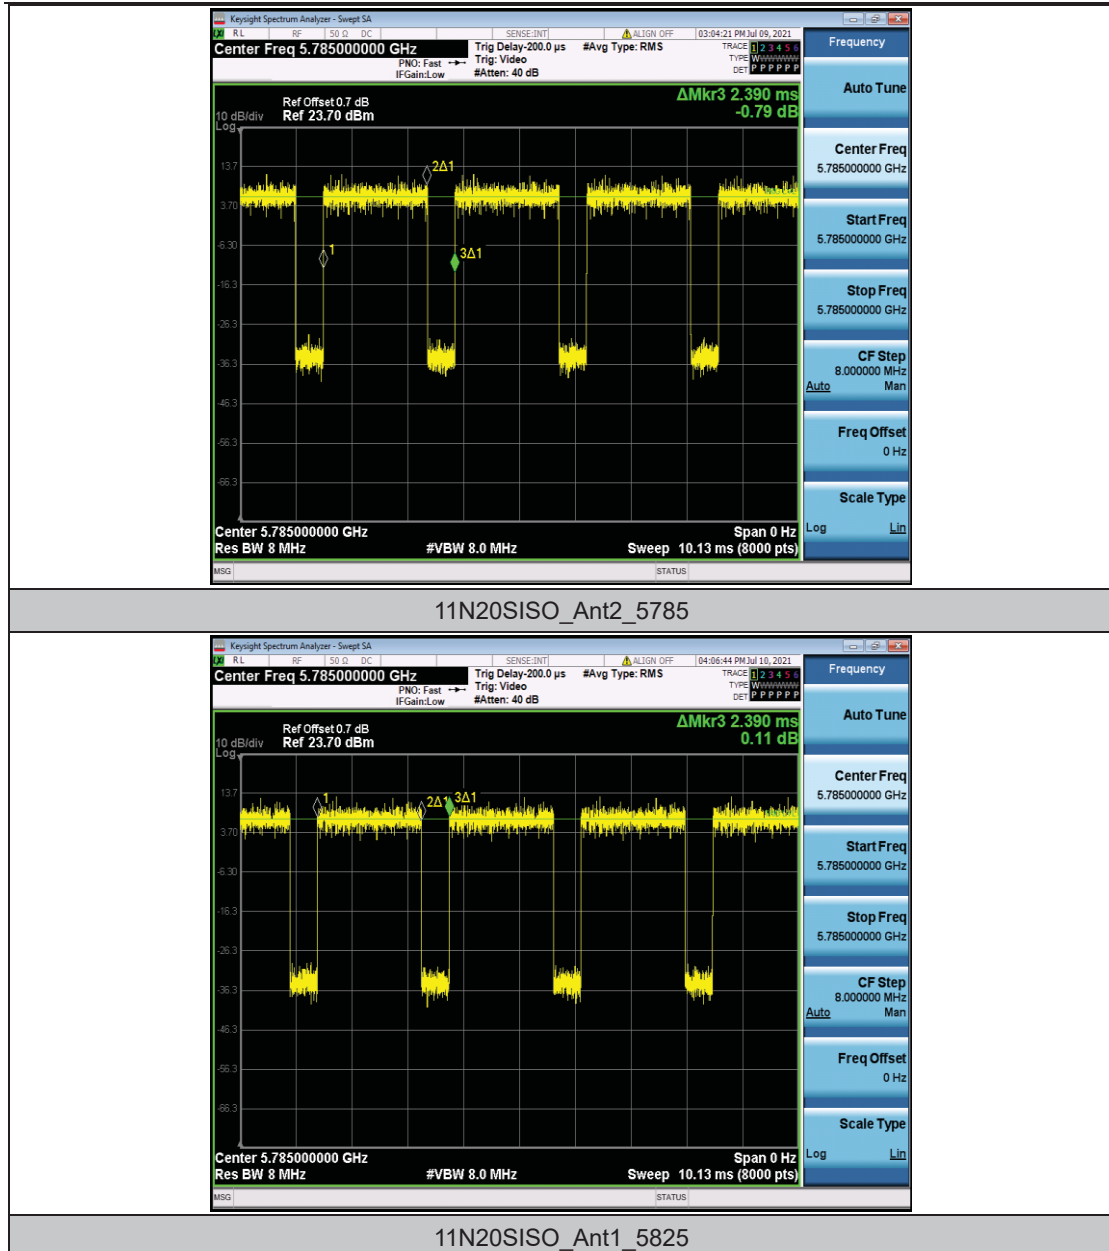 Keysight Spectrum Analyzer - Swept SA
LXI RL RF 50 Ω DC SENSE:INT ALIGN OFF 03:04:21 PM Jul 09, 2021
Center Freq 5.785000000 GHz
PNO: Fast
IFGain:Low
Trig Delay-200.0 µs
Trig: Video
#Atten: 40 dB
#Avg Type: RMS
TRACE 1 2 3 4 5 6
TYPE WWWWWW
DET P P P P P P
ΔMkr3 2.390 ms
-0.79 dB
Ref Offset 0.7 dB
10 dB/div Ref 23.70 dBm
Log
13.7
3.70
-6.30
-16.3
-26.3
-36.3
-46.3
-56.3
-66.3
2Δ1
1
3Δ1
Center 5.785000000 GHz Span 0 Hz
Res BW 8 MHz #VBW 8.0 MHz Sweep 10.13 ms (8000 pts)
MSG STATUS
Frequency
Auto Tune
Center Freq
5.785000000 GHz
Start Freq
5.785000000 GHz
Stop Freq
5.785000000 GHz
CF Step
8.000000 MHz
Auto Man
Freq Offset
0 Hz
Scale Type
Log Lin
11N20SISO_Ant2_5785
Keysight Spectrum Analyzer - Swept SA
LXI RL RF 50 Ω DC SENSE:INT ALIGN OFF 04:06:44 PM Jul 10, 2021
Center Freq 5.785000000 GHz
PNO: Fast
IFGain:Low
Trig Delay-200.0 µs
Trig: Video
#Atten: 40 dB
#Avg Type: RMS
TRACE 1 2 3 4 5 6
TYPE WWWWWW
DET P P P P P P
ΔMkr3 2.390 ms
0.11 dB
Ref Offset 0.7 dB
10 dB/div Ref 23.70 dBm
Log
13.7
3.70
-6.30
-16.3
-26.3
-36.3
-46.3
-56.3
-66.3
1
2Δ1
3Δ1
Center 5.785000000 GHz Span 0 Hz
Res BW 8 MHz #VBW 8.0 MHz Sweep 10.13 ms (8000 pts)
MSG STATUS
Frequency
Auto Tune
Center Freq
5.785000000 GHz
Start Freq
5.785000000 GHz
Stop Freq
5.785000000 GHz
CF Step
8.000000 MHz
Auto Man
Freq Offset
0 Hz
Scale Type
Log Lin
11N20SISO_Ant1_5825